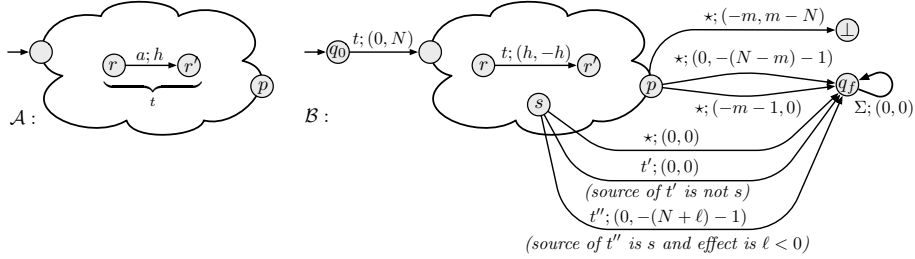 𝒜 :
r a; h r′
t
p
ℬ :
q₀ t; (0, N)
r t; (h, −h) r′
s
p
⋆; (−m, m − N) ⊥
⋆; (0, −(N − m) − 1)
q_f
⋆; (−m − 1, 0)
Σ; (0, 0)
⋆; (0, 0)
t′; (0, 0)
(source of t′ is not s)
t″; (0, −(N + ℓ) − 1)
(source of t″ is s and effect is ℓ < 0)